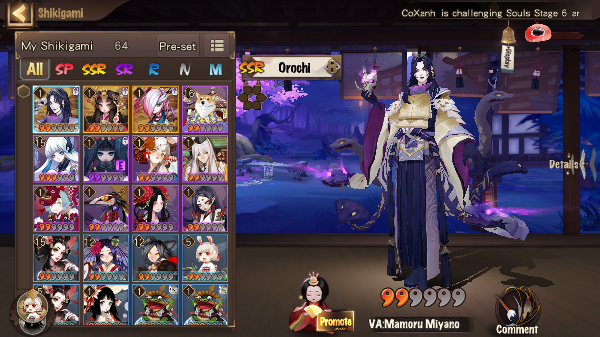 Shikigami
CoXanh is challenging Souls Stage 6 ar
My Shikigami 64 Pre-set
All SP SSR SR R N M
SSR Orochi
Details
Promote
VA:Mamoru Miyano
Comment